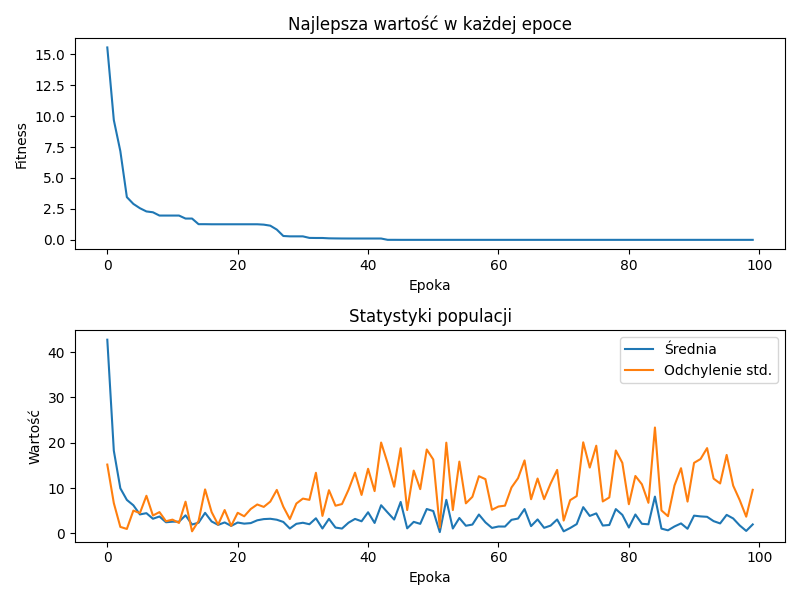 Najlepsza wartość w każdej epoce
15.0
12.5
10.0
7.5
5.0
2.5
0.0
Fitness
0 20 40 60 80 100
Epoka
Statystyki populacji
40
30
20
10
0
Wartość
Średnia
Odchylenie std.
0 20 40 60 80 100
Epoka